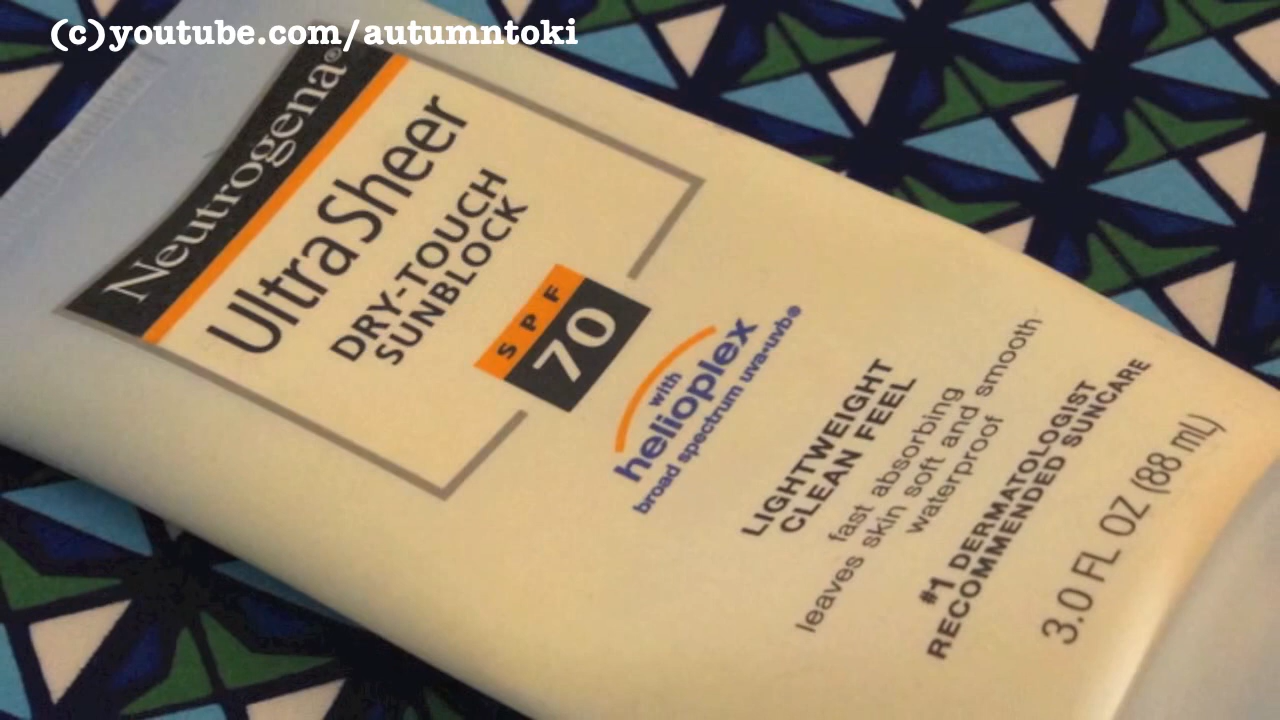 (c)youtube.com/autumntoki
Neutrogena®
Ultra Sheer
DRY-TOUCH
SUNBLOCK
SPF
70
with
helioplex
broad spectrum uva•uvb®
LIGHTWEIGHT
CLEAN FEEL
fast absorbing
leaves skin soft and smooth
waterproof
#1 DERMATOLOGIST
RECOMMENDED SUNCARE
3.0 FL OZ (88 mL)